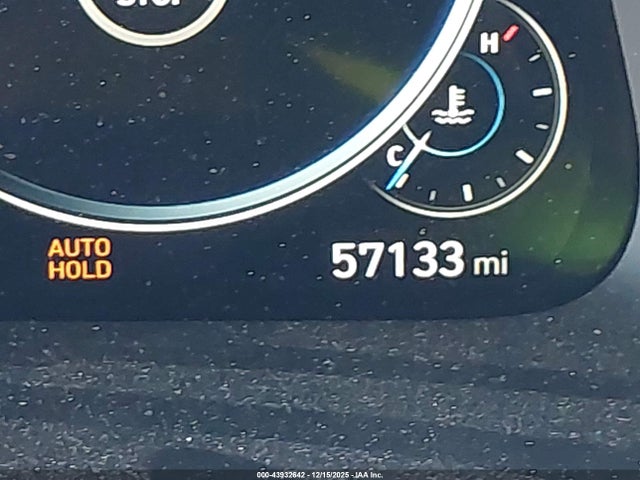 H
C
AUTO
HOLD
57133 mi
000-43932642 - 12/15/2025 - IAA Inc.